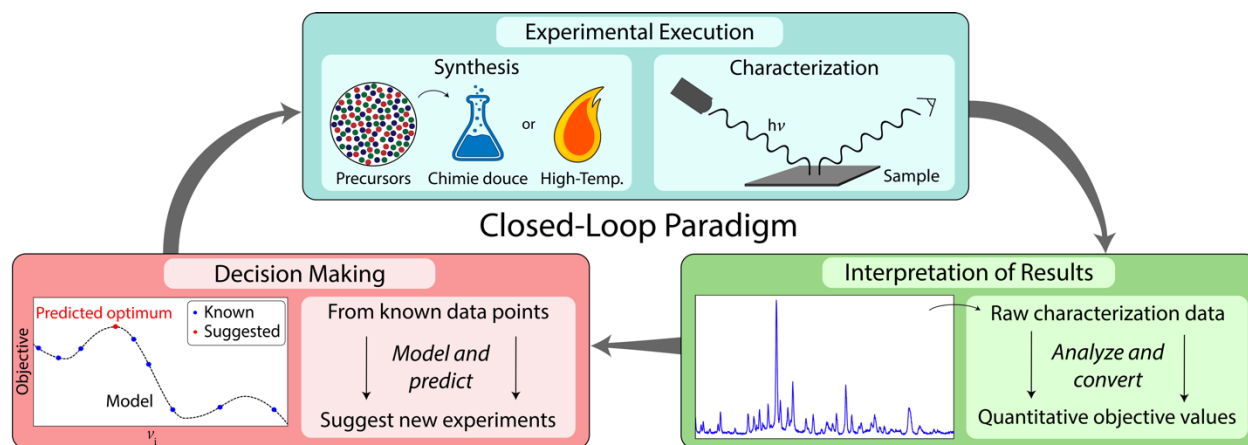 Experimental Execution
Synthesis
Precursors
Chimie douce
or
High-Temp.
Characterization
hν
Sample
Closed-Loop Paradigm
Decision Making
Objective
Predicted optimum
Known
Suggested
Model
νi
From known data points
Model and
predict
Suggest new experiments
Interpretation of Results
Raw characterization data
Analyze and
convert
Quantitative objective values